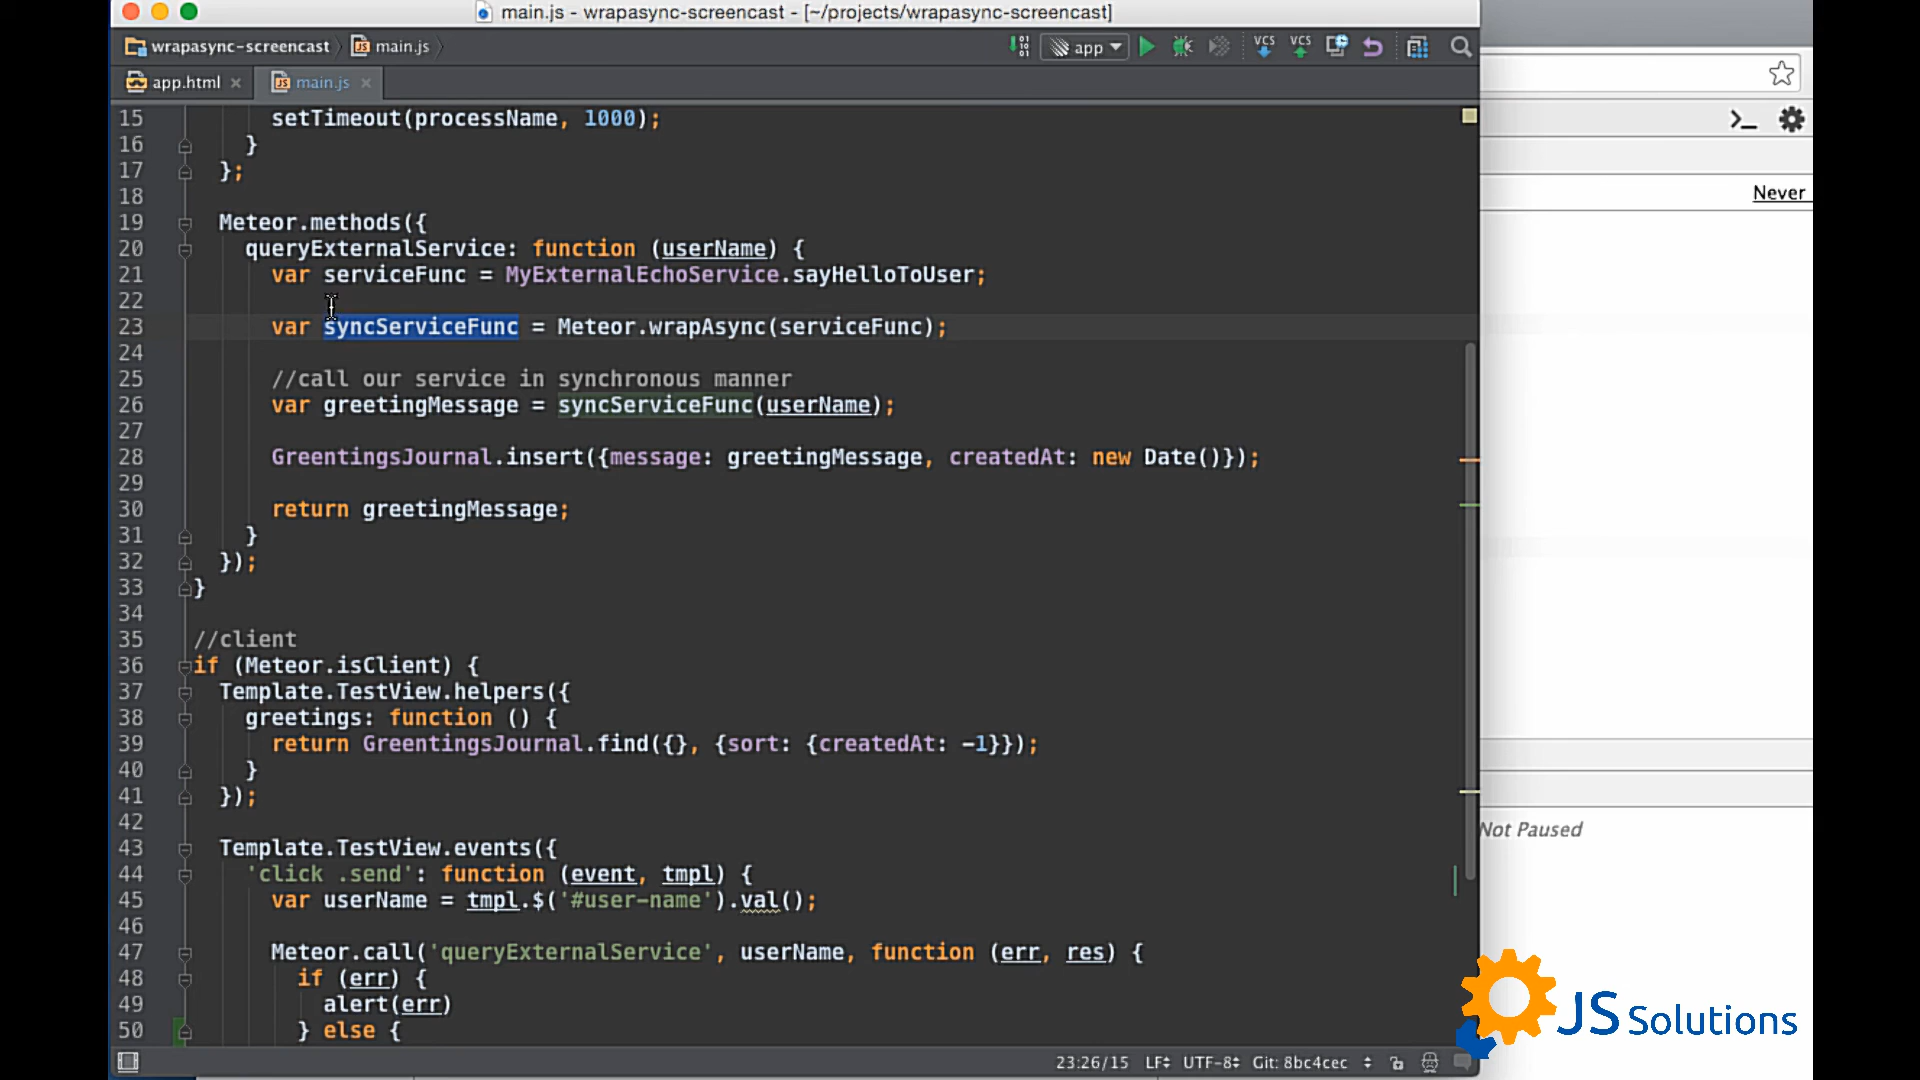 main.js - wrapasync-screencast - [~/projects/wrapasync-screencast]
wrapasync-screencast main.js
app VCS VCS
app.html main.js
15 setTimeout(processName, 1000);
16 }
17 };
18
19 Meteor.methods({
20 queryExternalService: function (userName) {
21 var serviceFunc = MyExternalEchoService.sayHelloToUser;
22
23 var syncServiceFunc = Meteor.wrapAsync(serviceFunc);
24
25 //call our service in synchronous manner
26 var greetingMessage = syncServiceFunc(userName);
27
28 GreentingsJournal.insert({message: greetingMessage, createdAt: new Date()});
29
30 return greetingMessage;
31 }
32 });
33 }
34
35 //client
36 if (Meteor.isClient) {
37 Template.TestView.helpers({
38 greetings: function () {
39 return GreentingsJournal.find({}, {sort: {createdAt: -1}});
40 }
41 });
42
43 Template.TestView.events({
44 'click .send': function (event, tmpl) {
45 var userName = tmpl.$('#user-name').val();
46
47 Meteor.call('queryExternalService', userName, function (err, res) {
48 if (err) {
49 alert(err)
50 } else {
23:26/15 LF UTF-8 Git: 8bc4cec
Never
Not Paused
JS Solutions